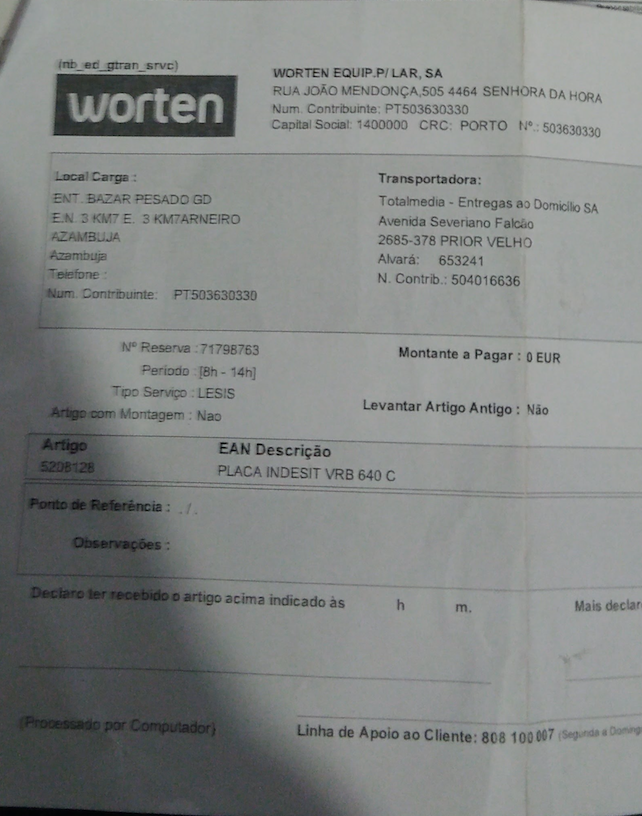 (nb_ed_gtran_srvc)
worten
WORTEN EQUIP.P/ LAR, SA
RUA JOÃO MENDONÇA,505 4464 SENHORA DA HORA
Num. Contribuinte: PT503630330
Capital Social: 1400000 CRC: PORTO Nº.: 503630330
Local Carga :
ENT. BAZAR PESADO GD
E.N. 3 KM7 E. 3 KM7ARNEIRO
AZAMBUJA
Azambuja
Telefone :
Num. Contribuinte: PT503630330
Transportadora:
Totalmedia - Entregas ao Domicílio SA
Avenida Severiano Falcão
2685-378 PRIOR VELHO
Alvará: 653241
N. Contrib.: 504016636
Nº Reserva : 71798763
Período : [8h - 14h]
Tipo Serviço : LESIS
Artigo com Montagem : Nao
Montante a Pagar : 0 EUR
Levantar Artigo Antigo : Não
Artigo EAN Descrição
5208128 PLACA INDESIT VRB 640 C
Ponto de Referência : . / .
Observações :
Declaro ter recebido o artigo acima indicado às h m. Mais declar
(Processado por Computador)
Linha de Apoio ao Cliente: 808 100 007 (Segunda a Doming